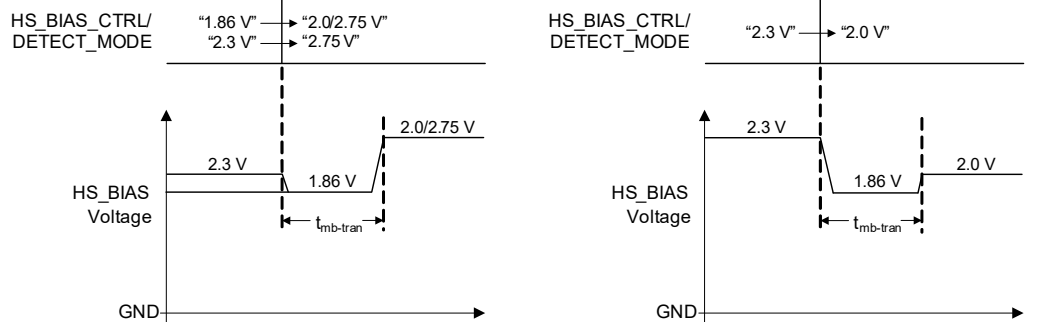 HS_BIAS_CTRL/
DETECT_MODE
“1.86 V” “2.0/2.75 V”
“2.3 V” “2.75 V”
2.0/2.75 V
2.3 V
1.86 V
HS_BIAS
Voltage
tmb-tran
GND
HS_BIAS_CTRL/
DETECT_MODE
“2.3 V” “2.0 V”
2.3 V
2.0 V
1.86 V
HS_BIAS
Voltage
tmb-tran
GND